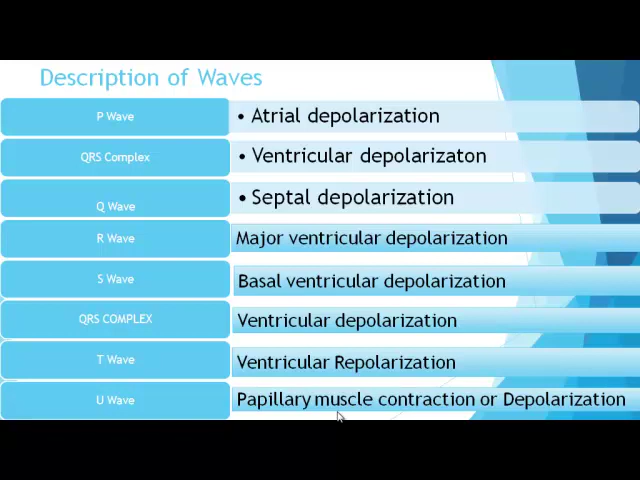 Description of Waves
P Wave
• Atrial depolarization
QRS Complex
• Ventricular depolarizaton
Q Wave
• Septal depolarization
R Wave
Major ventricular depolarization
S Wave
Basal ventricular depolarization
QRS COMPLEX
Ventricular depolarization
T Wave
Ventricular Repolarization
U Wave
Papillary muscle contraction or Depolarization